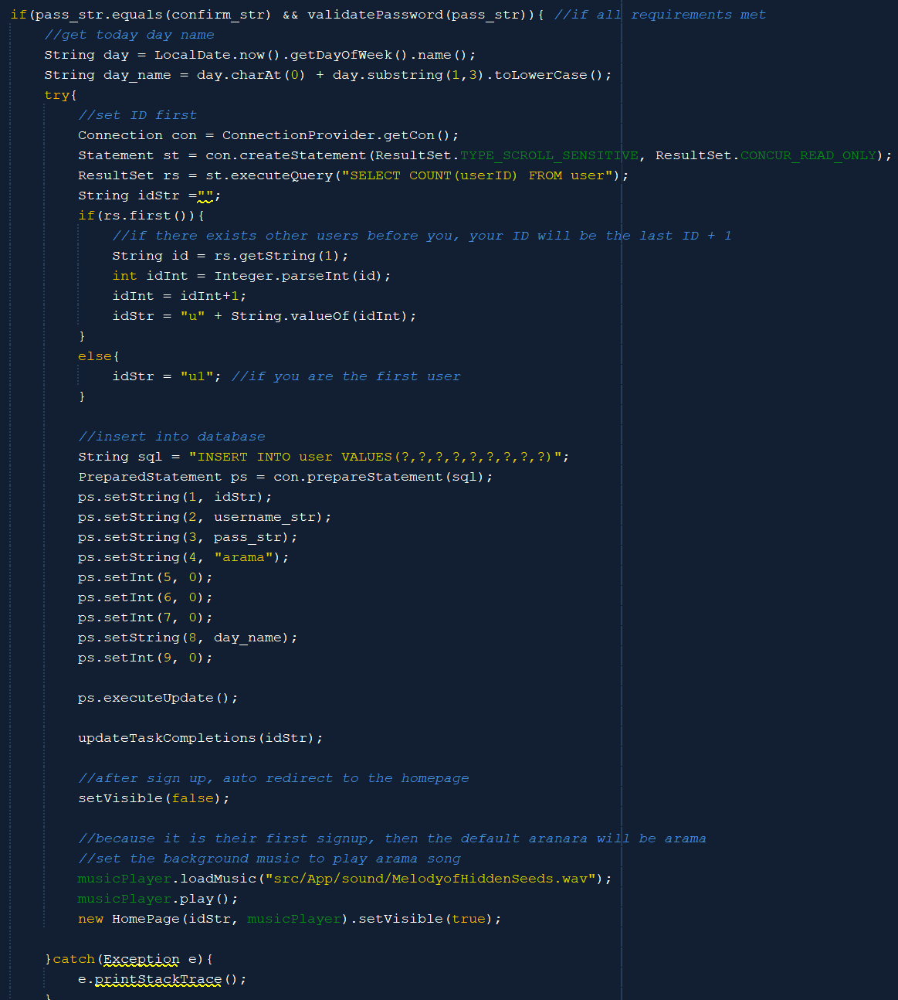 if(pass_str.equals(confirm_str) && validatePassword(pass_str)){ //if all requirements met
    //get today day name
    String day = LocalDate.now().getDayOfWeek().name();
    String day_name = day.charAt(0) + day.substring(1,3).toLowerCase();
    try{
        //set ID first
        Connection con = ConnectionProvider.getCon();
        Statement st = con.createStatement(ResultSet.TYPE_SCROLL_SENSITIVE, ResultSet.CONCUR_READ_ONLY);
        ResultSet rs = st.executeQuery("SELECT COUNT(userID) FROM user");
        String idStr ="";
        if(rs.first()){
            //if there exists other users before you, your ID will be the last ID + 1
            String id = rs.getString(1);
            int idInt = Integer.parseInt(id);
            idInt = idInt+1;
            idStr = "u" + String.valueOf(idInt);
        }
        else{
            idStr = "u1"; //if you are the first user
        }

        //insert into database
        String sql = "INSERT INTO user VALUES(?,?,?,?,?,?,?,?,?)";
        PreparedStatement ps = con.prepareStatement(sql);
        ps.setString(1, idStr);
        ps.setString(2, username_str);
        ps.setString(3, pass_str);
        ps.setString(4, "arama");
        ps.setInt(5, 0);
        ps.setInt(6, 0);
        ps.setInt(7, 0);
        ps.setString(8, day_name);
        ps.setInt(9, 0);

        ps.executeUpdate();

        updateTaskCompletions(idStr);

        //after sign up, auto redirect to the homepage
        setVisible(false);

        //because it is their first signup, then the default aranara will be arama
        //set the background music to play arama song
        musicPlayer.loadMusic("src/App/sound/MelodyofHiddenSeeds.wav");
        musicPlayer.play();
        new HomePage(idStr, musicPlayer).setVisible(true);

    }catch(Exception e){
        e.printStackTrace();
    }